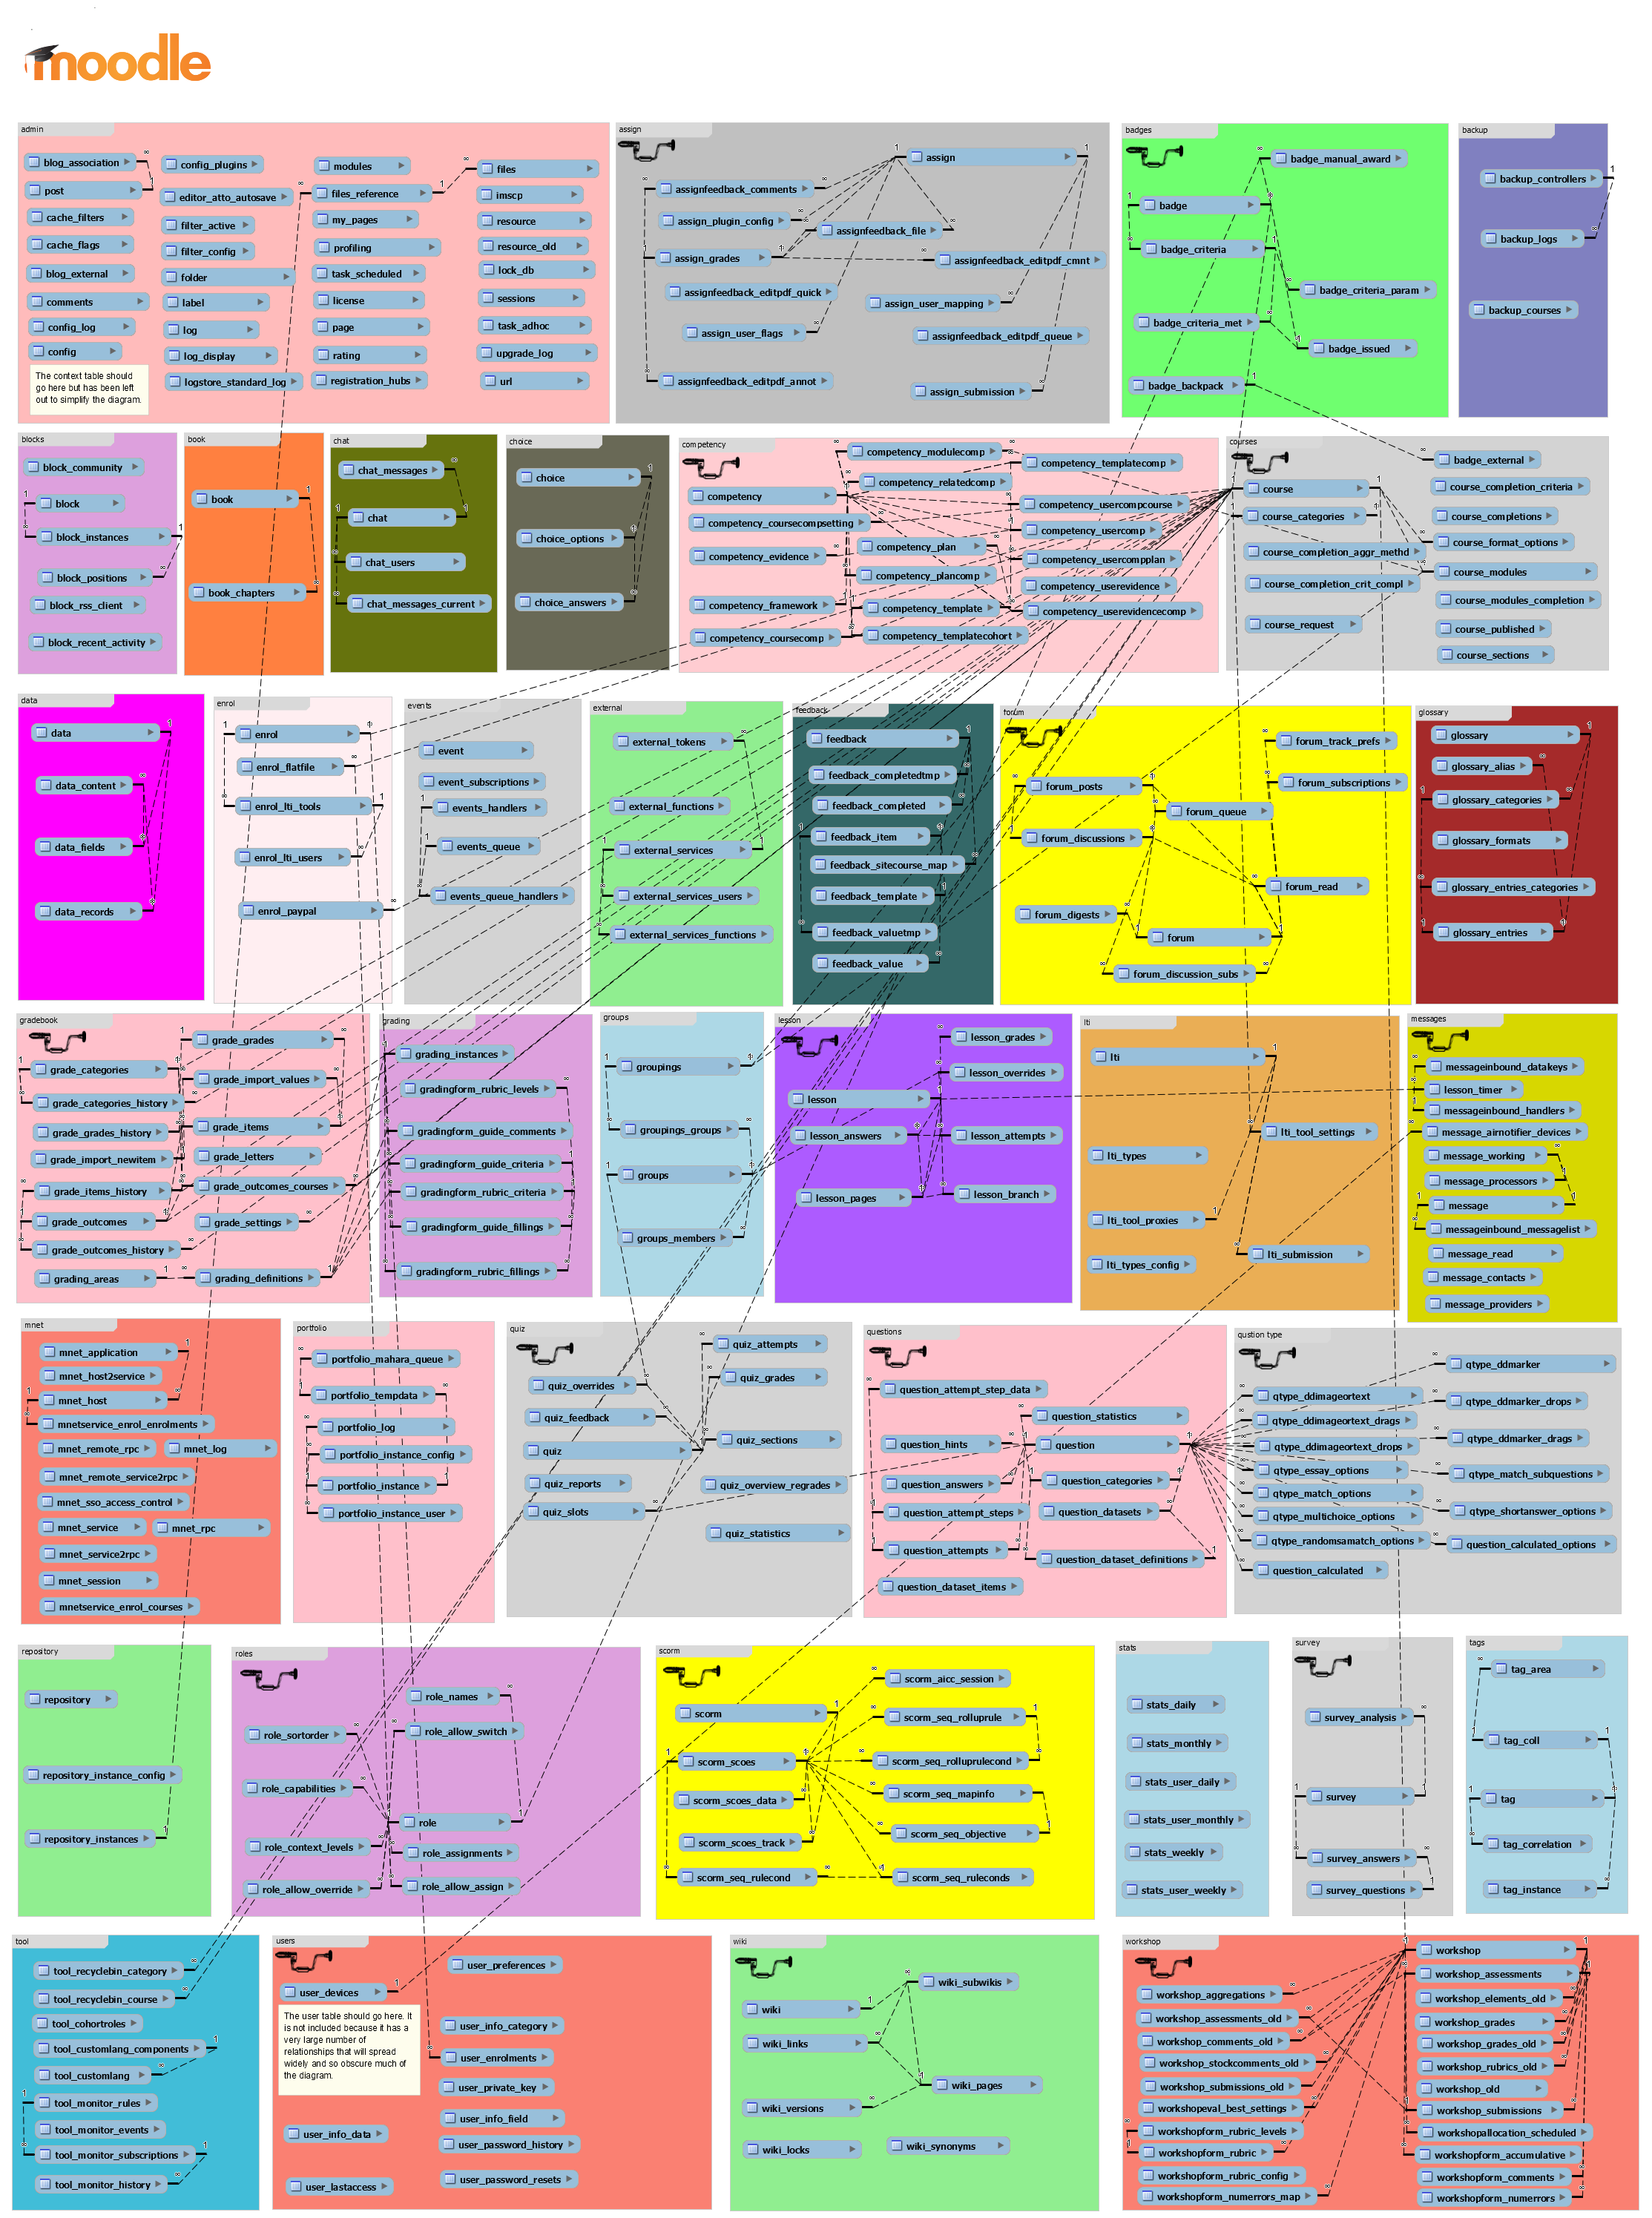 moodle
admin
blog_association
post
cache_filters
cache_flags
blog_external
comments
config_log
config
The context table should
go here but has been left
out to simplify the diagram.
config_plugins
editor_atto_autosave
filter_active
filter_config
folder
label
log
log_display
logstore_standard_log
modules
files_reference
my_pages
profiling
task_scheduled
license
page
rating
registration_hubs
files
imscp
resource
resource_old
lock_db
sessions
task_adhoc
upgrade_log
url
assign
assign
assignfeedback_comments
assign_plugin_config
assignfeedback_file
assign_grades
assignfeedback_editpdf_cmnt
assignfeedback_editpdf_quick
assign_user_mapping
assign_user_flags
assignfeedback_editpdf_queue
assignfeedback_editpdf_annot
assign_submission
badges
badge_manual_award
badge
badge_criteria
badge_criteria_param
badge_criteria_met
badge_issued
badge_backpack
backup
backup_controllers
backup_logs
backup_courses
blocks
block_community
block
block_instances
block_positions
block_rss_client
block_recent_activity
book
book
book_chapters
chat
chat_messages
chat
chat_users
chat_messages_current
choice
choice
choice_options
choice_answers
competency
competency
competency_coursecompsetting
competency_evidence
competency_framework
competency_coursecomp
competency_modulecomp
competency_relatedcomp
competency_plan
competency_plancomp
competency_template
competency_templatecohort
competency_templatecomp
competency_usercompcourse
competency_usercomp
competency_usercompplan
competency_userevidence
competency_userevidencecomp
courses
course
course_categories
course_completion_aggr_methd
course_completion_crit_compl
course_request
badge_external
course_completion_criteria
course_completions
course_format_options
course_modules
course_modules_completion
course_published
course_sections
data
data
data_content
data_fields
data_records
enrol
enrol
enrol_flatfile
enrol_lti_tools
enrol_lti_users
enrol_paypal
events
event
event_subscriptions
events_handlers
events_queue
events_queue_handlers
external
external_tokens
external_functions
external_services
external_services_users
external_services_functions
feedback
feedback
feedback_completedtmp
feedback_completed
feedback_item
feedback_sitecourse_map
feedback_template
feedback_valuetmp
feedback_value
forum
forum_track_prefs
forum_posts
forum_subscriptions
forum_queue
forum_discussions
forum_read
forum_digests
forum
forum_discussion_subs
glossary
glossary
glossary_alias
glossary_categories
glossary_formats
glossary_entries_categories
glossary_entries
gradebook
grade_categories
grade_categories_history
grade_grades_history
grade_import_newitem
grade_items_history
grade_outcomes
grade_outcomes_history
grading_areas
grade_grades
grade_import_values
grade_items
grade_letters
grade_outcomes_courses
grade_settings
grading_definitions
grading
grading_instances
gradingform_rubric_levels
gradingform_guide_comments
gradingform_guide_criteria
gradingform_rubric_criteria
gradingform_guide_fillings
gradingform_rubric_fillings
groups
groupings
groupings_groups
groups
groups_members
lesson
lesson_grades
lesson_overrides
lesson
lesson_answers
lesson_attempts
lesson_pages
lesson_branch
lti
lti
lti_tool_settings
lti_types
lti_tool_proxies
lti_submission
lti_types_config
messages
messageinbound_datakeys
lesson_timer
messageinbound_handlers
message_airnotifier_devices
message_working
message_processors
message
messageinbound_messagelist
message_read
message_contacts
message_providers
mnet
mnet_application
mnet_host2service
mnet_host
mnetservice_enrol_enrolments
mnet_remote_rpc
mnet_log
mnet_remote_service2rpc
mnet_sso_access_control
mnet_service
mnet_rpc
mnet_service2rpc
mnet_session
mnetservice_enrol_courses
portfolio
portfolio_mahara_queue
portfolio_tempdata
portfolio_log
portfolio_instance_config
portfolio_instance
portfolio_instance_user
quiz
quiz_attempts
quiz_overrides
quiz_grades
quiz_feedback
quiz_sections
quiz
quiz_reports
quiz_overview_regrades
quiz_slots
quiz_statistics
questions
question_attempt_step_data
question_statistics
question_hints
question
question_answers
question_categories
question_attempt_steps
question_datasets
question_attempts
question_dataset_definitions
question_dataset_items
qustion type
qtype_ddimageortext
qtype_ddimageortext_drags
qtype_ddimageortext_drops
qtype_essay_options
qtype_match_options
qtype_multichoice_options
qtype_randomsamatch_options
question_calculated
qtype_ddmarker
qtype_ddmarker_drops
qtype_ddmarker_drags
qtype_match_subquestions
qtype_shortanswer_options
question_calculated_options
repository
repository
repository_instance_config
repository_instances
roles
role_names
role_sortorder
role_allow_switch
role_capabilities
role
role_context_levels
role_assignments
role_allow_override
role_allow_assign
scorm
scorm
scorm_scoes
scorm_scoes_data
scorm_scoes_track
scorm_seq_rulecond
scorm_aicc_session
scorm_seq_rolluprule
scorm_seq_rolluprulecond
scorm_seq_mapinfo
scorm_seq_objective
scorm_seq_ruleconds
stats
stats_daily
stats_monthly
stats_user_daily
stats_user_monthly
stats_weekly
stats_user_weekly
survey
survey_analysis
survey
survey_answers
survey_questions
tags
tag_area
tag_coll
tag
tag_correlation
tag_instance
tool
tool_recyclebin_category
tool_recyclebin_course
tool_cohortroles
tool_customlang_components
tool_customlang
tool_monitor_rules
tool_monitor_events
tool_monitor_subscriptions
tool_monitor_history
users
user_devices
The user table should go here. It
is not included because it has a
very large number of
relationships that will spread
widely and so obscure much of
the diagram.
user_info_data
user_lastaccess
user_preferences
user_info_category
user_enrolments
user_private_key
user_info_field
user_password_history
user_password_resets
wiki
wiki_subwikis
wiki
wiki_links
wiki_pages
wiki_versions
wiki_locks
wiki_synonyms
workshop
workshop_aggregations
workshop_assessments_old
workshop_comments_old
workshop_stockcomments_old
workshop_submissions_old
workshopeval_best_settings
workshopform_rubric_levels
workshopform_rubric
workshopform_rubric_config
workshopform_numerrors_map
workshop
workshop_assessments
workshop_elements_old
workshop_grades
workshop_grades_old
workshop_rubrics_old
workshop_old
workshop_submissions
workshopallocation_scheduled
workshopform_accumulative
workshopform_comments
workshopform_numerrors